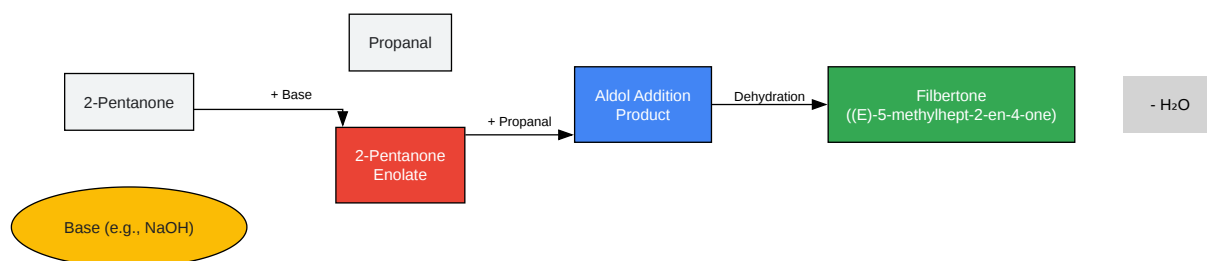 Propanal
2-Pentanone
+ Base
2-Pentanone
Enolate
+ Propanal
Aldol Addition
Product
Dehydration
Filbertone
((E)-5-methylhept-2-en-4-one)
- H₂O
Base (e.g., NaOH)